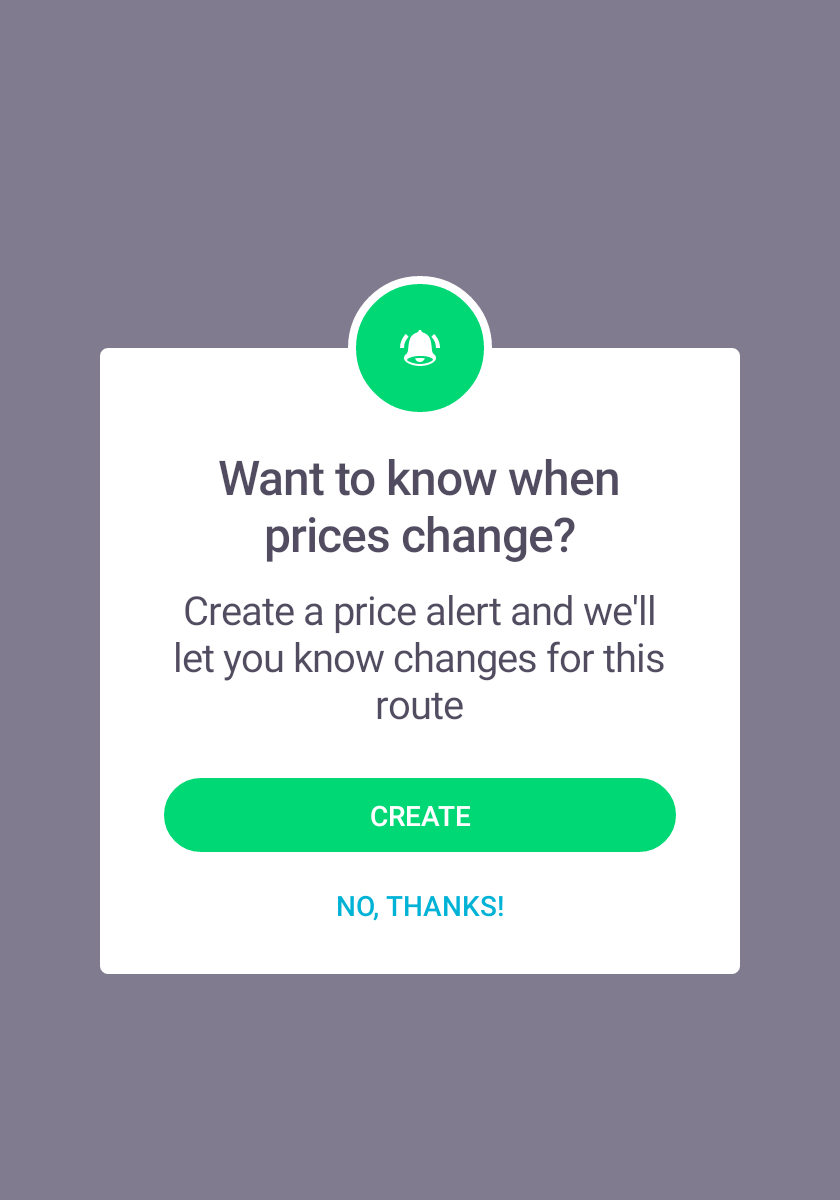 Want to know when
prices change?
Create a price alert and we'll
let you know changes for this
route
CREATE
NO, THANKS!